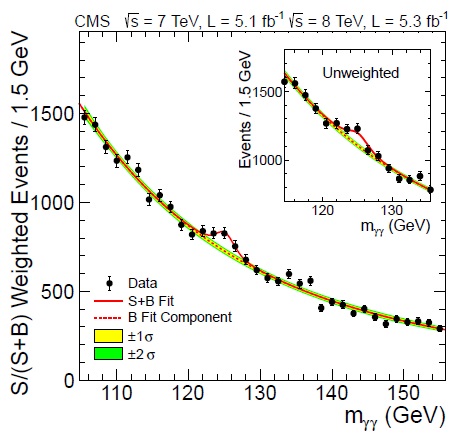 CMS √s = 7 TeV, L = 5.1 fb⁻¹ √s = 8 TeV, L = 5.3 fb⁻¹
S/(S+B) Weighted Events / 1.5 GeV
1500
1000
500
0
Unweighted
Events / 1.5 GeV
1500
1000
120 130
mγγ (GeV)
Data
S+B Fit
B Fit Component
±1σ
±2 σ
110 120 130 140 150
mγγ (GeV)